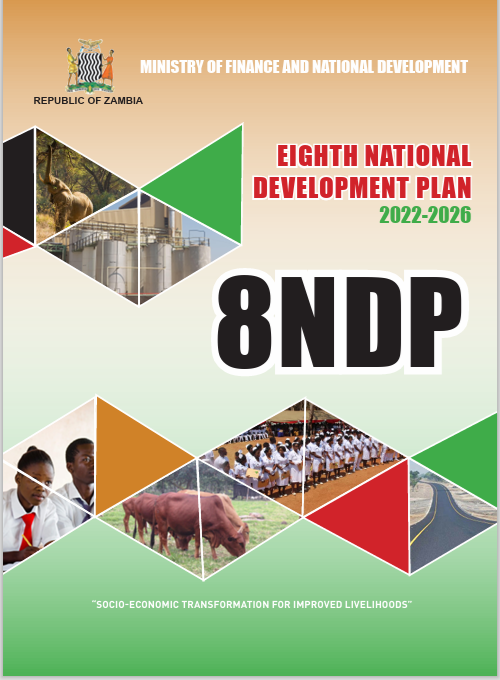 MINISTRY OF FINANCE AND NATIONAL DEVELOPMENT
REPUBLIC OF ZAMBIA
EIGHTH NATIONAL
DEVELOPMENT PLAN
2022-2026
8NDP
"SOCIO-ECONOMIC TRANSFORMATION FOR IMPROVED LIVELIHOODS"